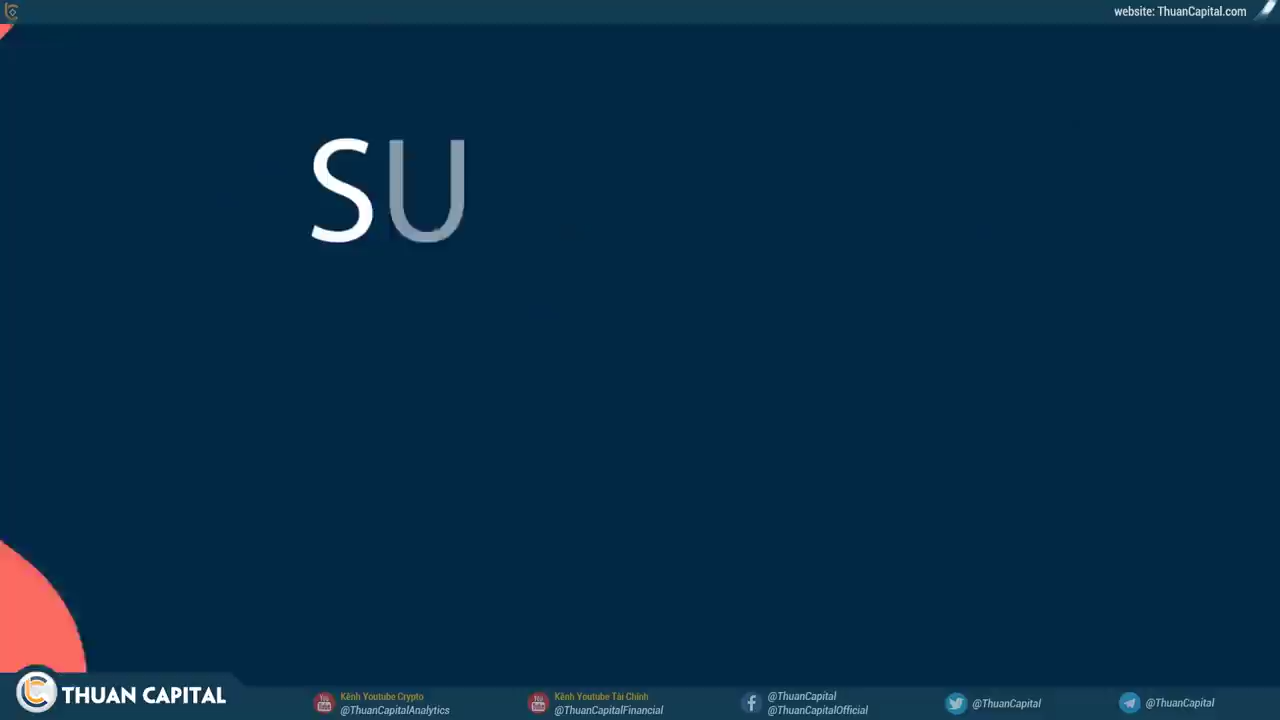 website: ThuanCapital.com
SU
THUAN CAPITAL
Kênh Youtube Crypto
@ThuanCapitalAnalytics
Kênh Youtube Tài Chính
@ThuanCapitalFinancial
@ThuanCapital
@ThuanCapitalOfficial
@ThuanCapital
@ThuanCapital